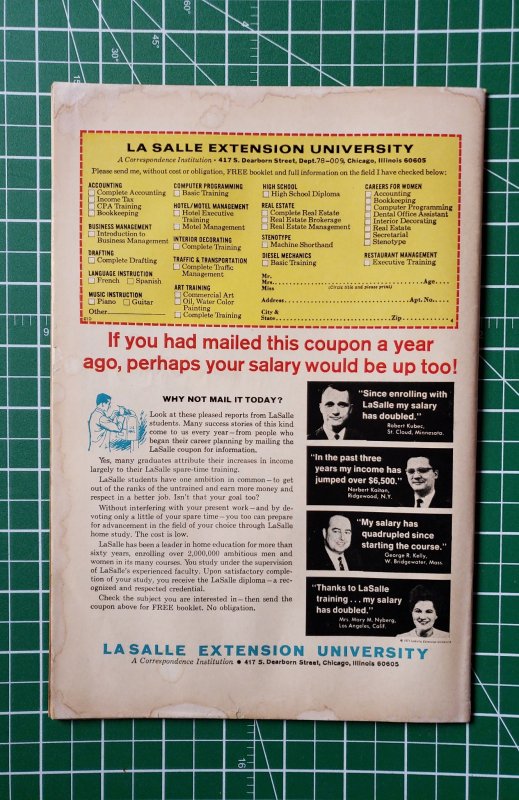 LA SALLE EXTENSION UNIVERSITY
A Correspondence Institution • 417 S. Dearborn Street, Dept. 78-009, Chicago, Illinois 60605
Please send me, without cost or obligation, FREE booklet and full information on the field I have checked below:
ACCOUNTING
Complete Accounting
Income Tax
CPA Training
Bookkeeping
BUSINESS MANAGEMENT
Introduction to
Business Management
DRAFTING
Complete Drafting
LANGUAGE INSTRUCTION
French Spanish
MUSIC INSTRUCTION
Piano Guitar
Other
COMPUTER PROGRAMMING
Basic Training
HOTEL/MOTEL MANAGEMENT
Hotel Executive
Training
Motel Management
INTERIOR DECORATING
Complete Training
TRAFFIC & TRANSPORTATION
Complete Traffic
Management
ART TRAINING
Commercial Art
Oil, Water Color
Painting
Complete Training
HIGH SCHOOL
High School Diploma
REAL ESTATE
Complete Real Estate
Real Estate Brokerage
Real Estate Management
STENOTYPE
Machine Shorthand
DIESEL MECHANICS
Basic Training
CAREERS FOR WOMEN
Accounting
Bookkeeping
Computer Programming
Dental Office Assistant
Interior Decorating
Real Estate
Secretarial
Stenotype
RESTAURANT MANAGEMENT
Executive Training
Mr.
Mrs. Age
Miss (Circle title and please print)
Address Apt. No.
City &
State Zip
If you had mailed this coupon a year
ago, perhaps your salary would be up too!
WHY NOT MAIL IT TODAY?
Look at these pleased reports from LaSalle
students. Many success stories of this kind
come to us every year—from people who
began their career planning by mailing the
LaSalle coupon for information.
Yes, many graduates attribute their increases in income
largely to their LaSalle spare-time training.
LaSalle students have one ambition in common—to get
out of the ranks of the untrained and earn more money and
respect in a better job. Isn't that your goal too?
Without interfering with your present work—and by de-
voting only a little of your spare time—you too can prepare
for advancement in the field of your choice through LaSalle
home study. The cost is low.
LaSalle has been a leader in home education for more than
sixty years, enrolling over 2,000,000 ambitious men and
women in its many courses. You study under the supervision
of LaSalle's experienced faculty. Upon satisfactory comple-
tion of your study, you receive the LaSalle diploma—a rec-
ognized and respected credential.
Check the subject you are interested in—then send the
coupon above for FREE booklet. No obligation.
"Since enrolling with
LaSalle my salary
has doubled."
Robert Kubec,
St. Cloud, Minnesota.
"In the past three
years my income has
jumped over $6,500."
Norbert Kaitan,
Ridgewood, N.Y.
"My salary has
quadrupled since
starting the course."
George R. Kelly,
W. Bridgewater, Mass.
"Thanks to LaSalle
training...my salary
has doubled."
Mrs. Mary M. Nyberg,
Los Angeles, Calif.
LA SALLE EXTENSION UNIVERSITY
A Correspondence Institution • 417 S. Dearborn Street, Chicago, Illinois 60605